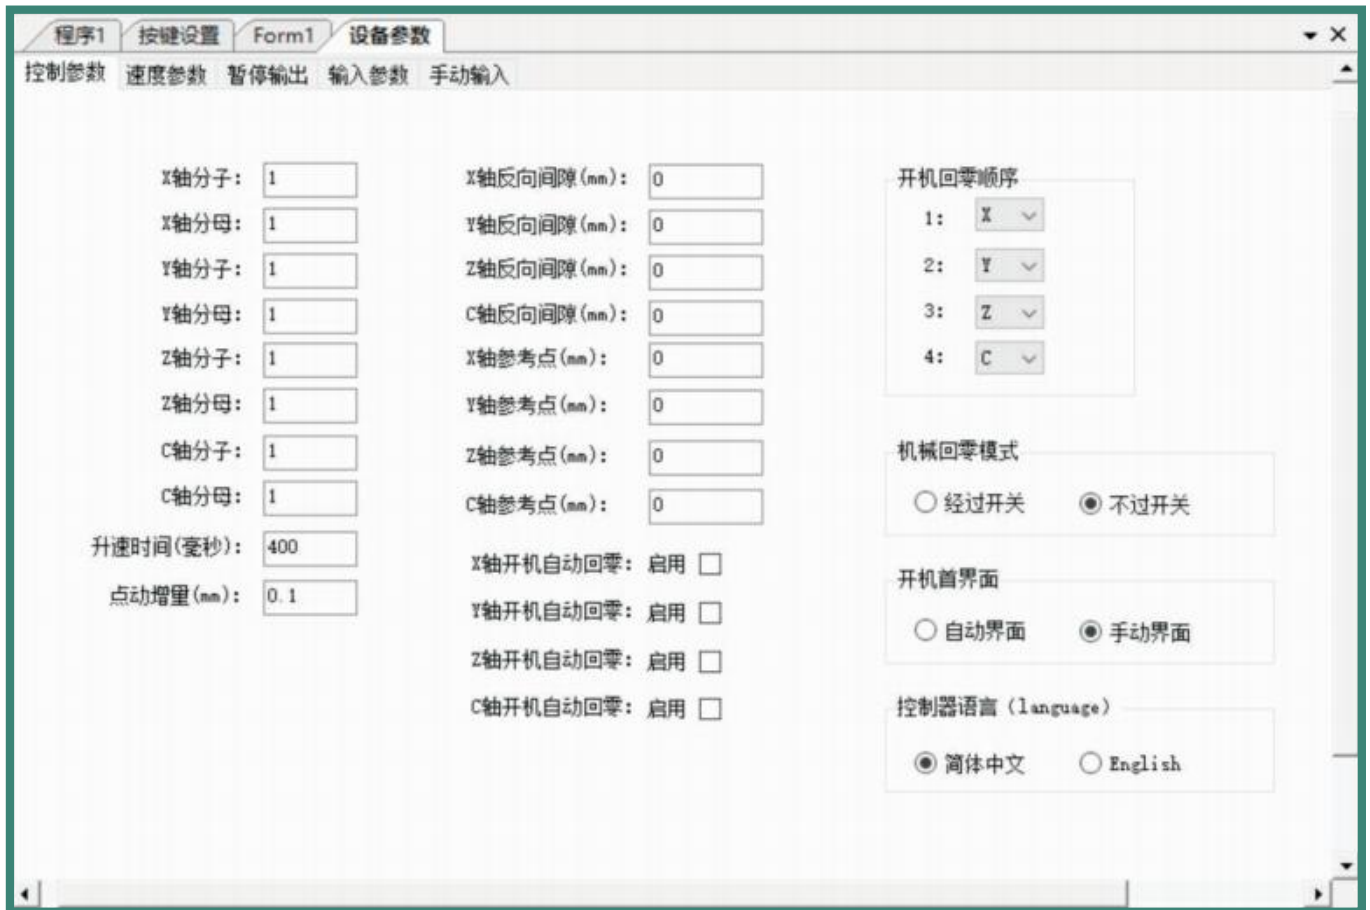 程序1 按键设置 Form1 设备参数
控制参数 速度参数 暂停输出 输入参数 手动输入
X轴分子: 1
X轴分母: 1
Y轴分子: 1
Y轴分母: 1
Z轴分子: 1
Z轴分母: 1
C轴分子: 1
C轴分母: 1
升速时间(毫秒): 400
点动增量(mm): 0.1
X轴反向间隙(mm): 0
Y轴反向间隙(mm): 0
Z轴反向间隙(mm): 0
C轴反向间隙(mm): 0
X轴参考点(mm): 0
Y轴参考点(mm): 0
Z轴参考点(mm): 0
C轴参考点(mm): 0
X轴开机自动回零: 启用
Y轴开机自动回零: 启用
Z轴开机自动回零: 启用
C轴开机自动回零: 启用
开机回零顺序
1: X
2: Y
3: Z
4: C
机械回零模式
经过开关 不过开关
开机首界面
自动界面 手动界面
控制器语言 (language)
简体中文 English